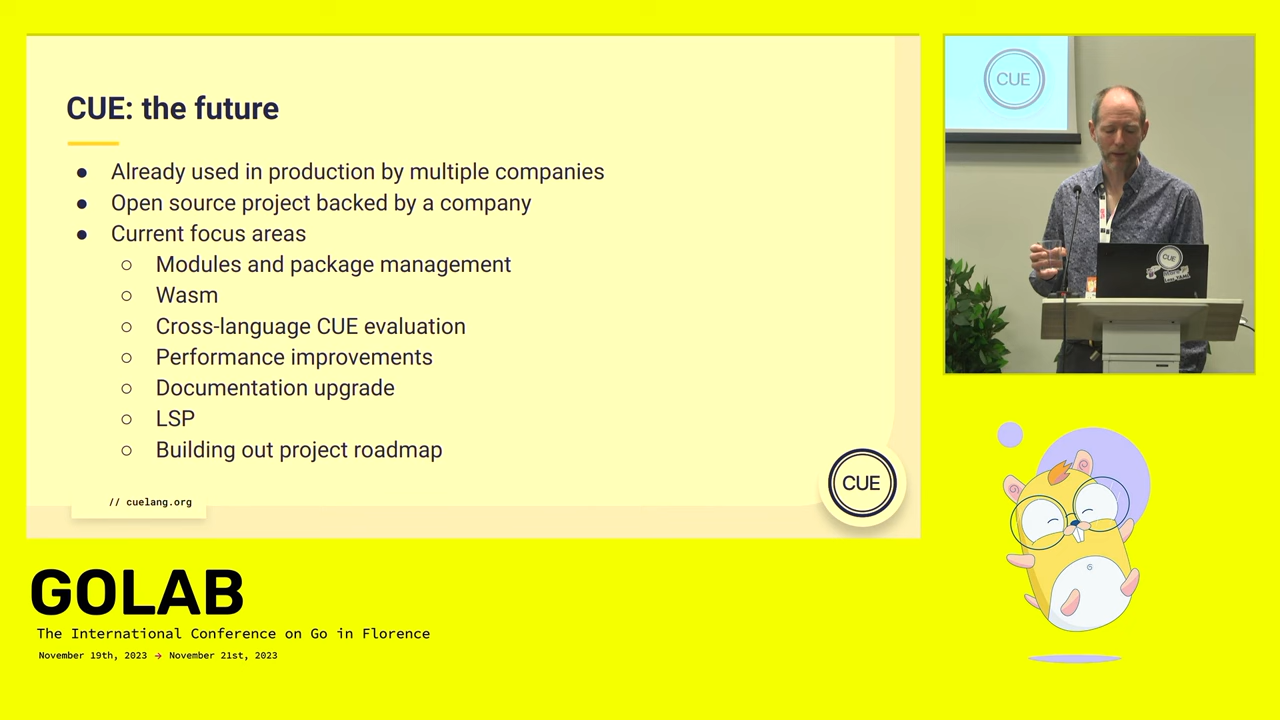 CUE: the future
● Already used in production by multiple companies
● Open source project backed by a company
● Current focus areas
○ Modules and package management
○ Wasm
○ Cross-language CUE evaluation
○ Performance improvements
○ Documentation upgrade
○ LSP
○ Building out project roadmap
// cuelang.org
CUE
CUE
CUE
GOLAB
The International Conference on Go in Florence
November 19th, 2023 → November 21st, 2023